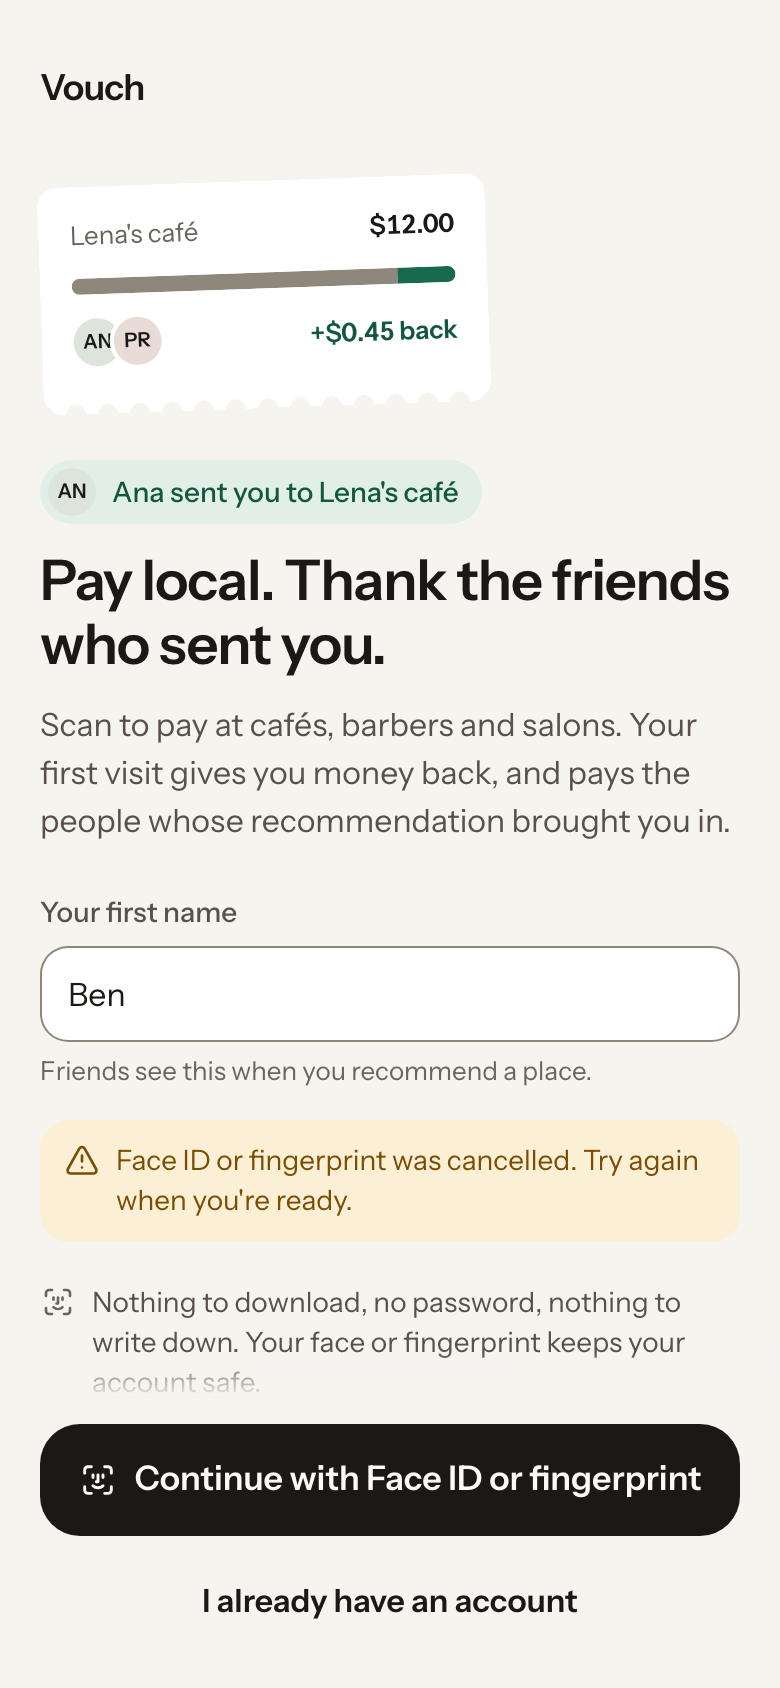 Vouch
Lena's café $12.00
AN PR +$0.45 back
AN Ana sent you to Lena's café
Pay local. Thank the friends
who sent you.
Scan to pay at cafés, barbers and salons. Your
first visit gives you money back, and pays the
people whose recommendation brought you in.
Your first name
Ben
Friends see this when you recommend a place.
Face ID or fingerprint was cancelled. Try again
when you're ready.
Nothing to download, no password, nothing to
write down. Your face or fingerprint keeps your
account safe.
Continue with Face ID or fingerprint
I already have an account